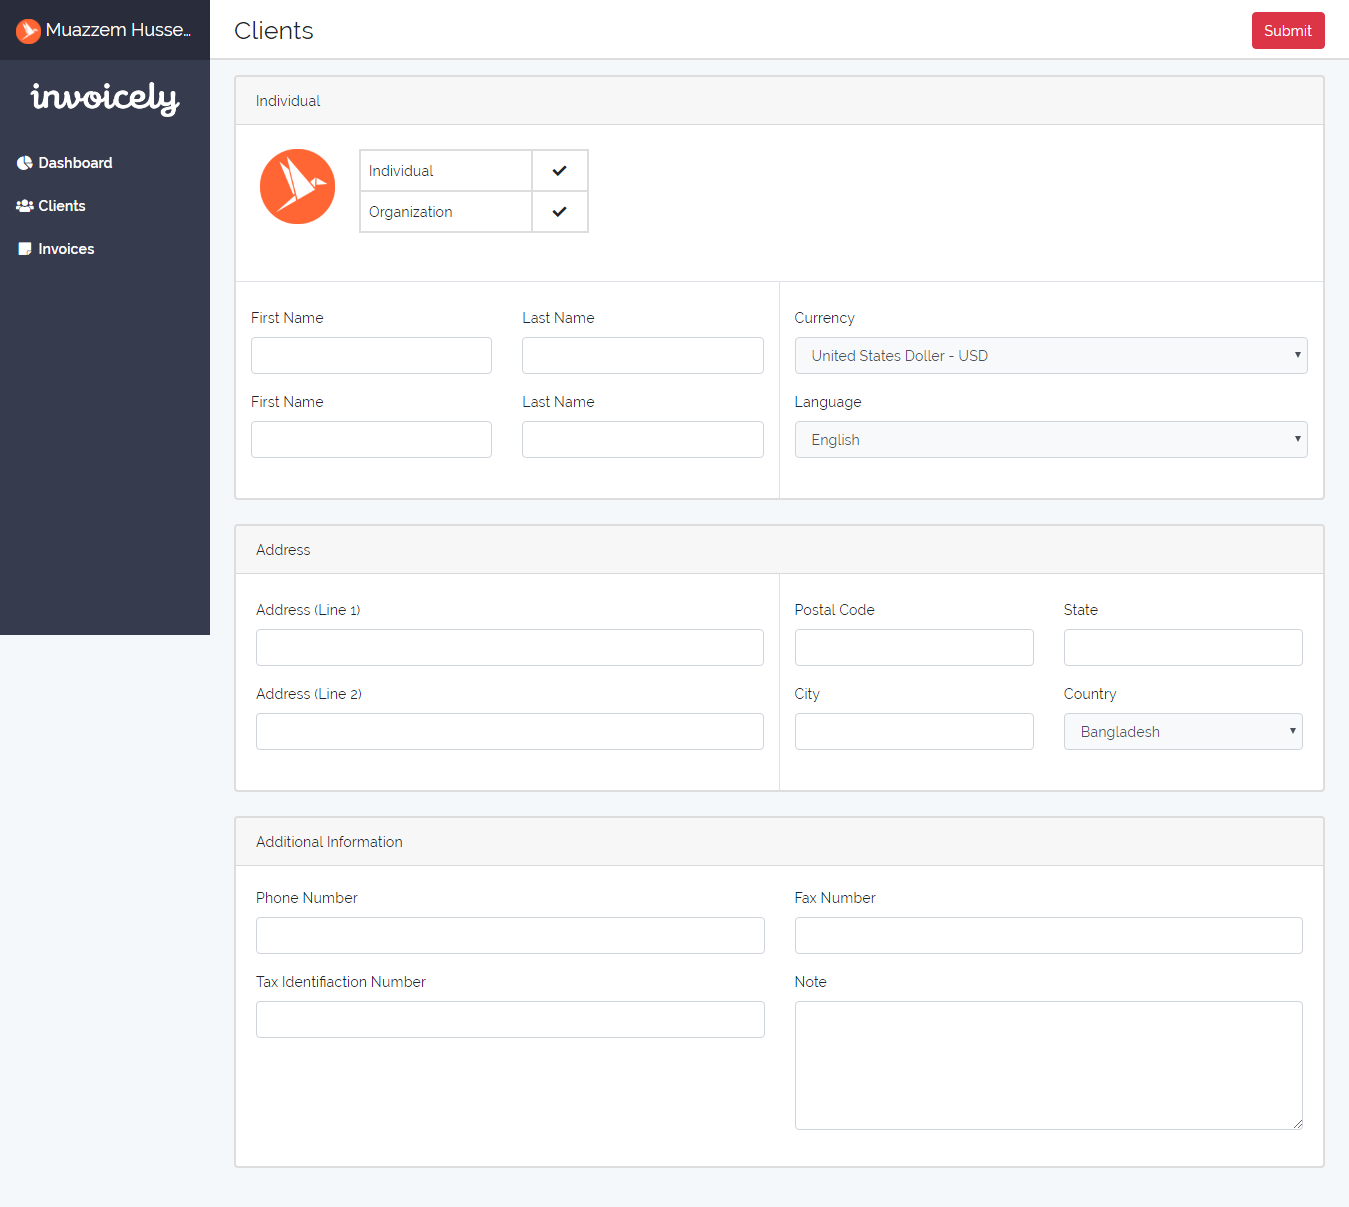 Muazzem Husse...
Clients
Submit
invoicely
Dashboard
Clients
Invoices
Individual
Individual
Organization
First Name
Last Name
Currency
United States Doller - USD
First Name
Last Name
Language
English
Address
Address (Line 1)
Postal Code
State
Address (Line 2)
City
Country
Bangladesh
Additional Information
Phone Number
Fax Number
Tax Identifiaction Number
Note